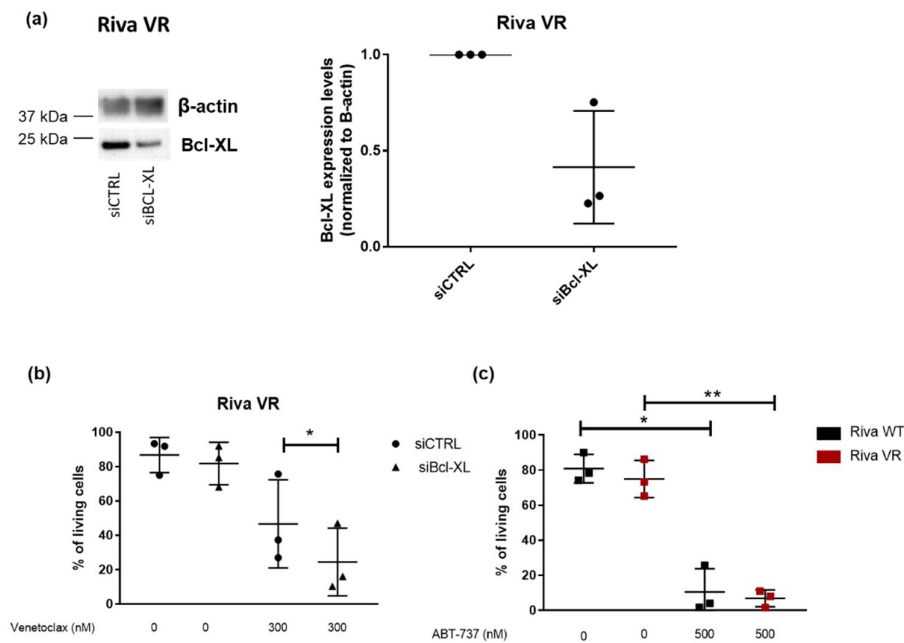 (a)
Riva VR
β-actin
37 kDa
25 kDa
Bcl-XL
siCTRL
siBCL-XL
Riva VR
Bcl-XL expression levels
(normalized to B-actin)
1.0
0.5
0.0
siCTRL
siBcl-XL
(b)
Riva VR
% of living cells
100
80
60
40
20
0
*
siCTRL
siBcl-XL
Venetoclax (nM)
0
0
300
300
(c)
% of living cells
100
80
60
40
20
0
*
**
Riva WT
Riva VR
ABT-737 (nM)
0
0
500
500